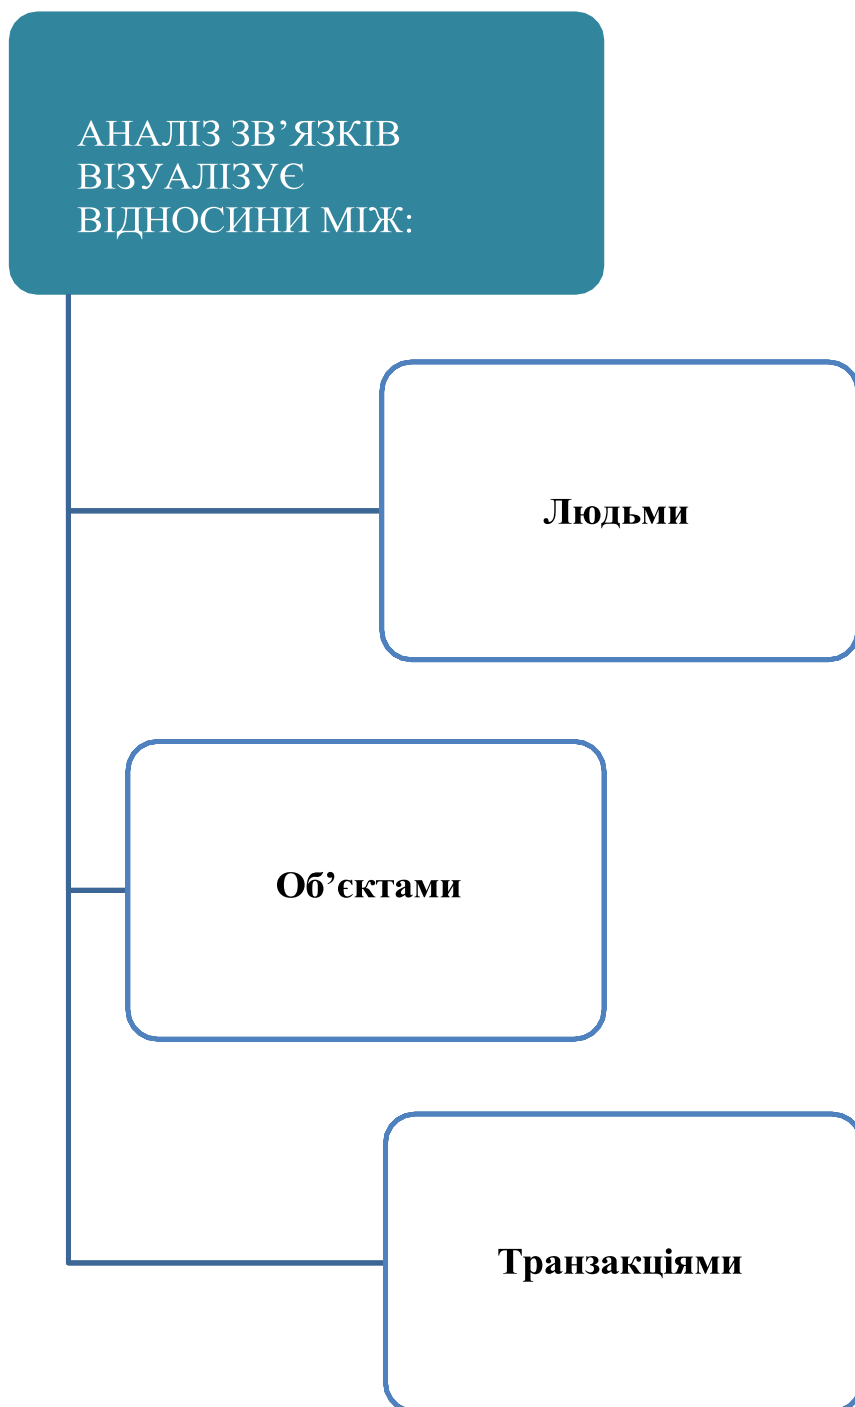 АНАЛІЗ ЗВ’ЯЗКІВ
ВІЗУАЛІЗУЄ
ВІДНОСИНИ МІЖ:
Людьми
Об’єктами
Транзакціями